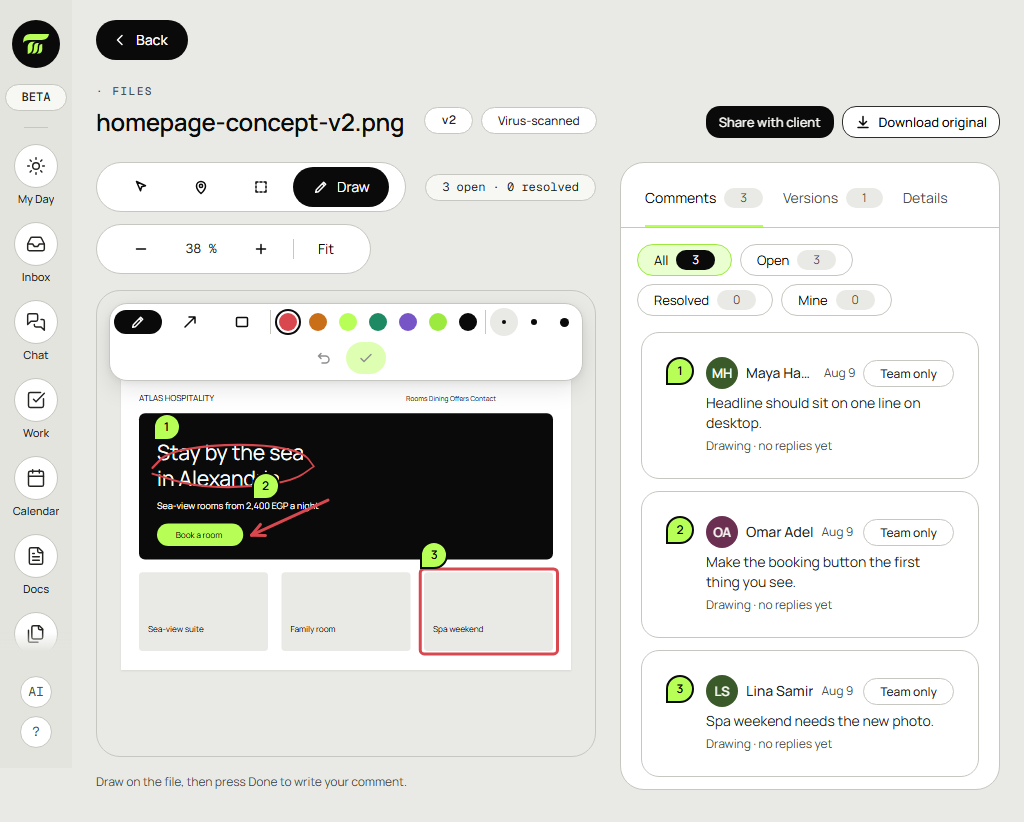 Back
BETA
· FILES
homepage-concept-v2.png
v2
Virus-scanned
Share with client
Download original
My Day
Inbox
Chat
Work
Calendar
Docs
AI
?
Draw
3 open · 0 resolved
38 %
Fit
ATLAS HOSPITALITY
Rooms Dining Offers Contact
1
Stay by the sea
in Alexandria
2
Sea-view rooms from 2,400 EGP a night
Book a room
3
Sea-view suite
Family room
Spa weekend
Draw on the file, then press Done to write your comment.
Comments 3
Versions 1
Details
All 3
Open 3
Resolved 0
Mine 0
1
MH
Maya Ha...
Aug 9
Team only
Headline should sit on one line on
desktop.
Drawing · no replies yet
2
OA
Omar Adel
Aug 9
Team only
Make the booking button the first
thing you see.
Drawing · no replies yet
3
LS
Lina Samir
Aug 9
Team only
Spa weekend needs the new photo.
Drawing · no replies yet